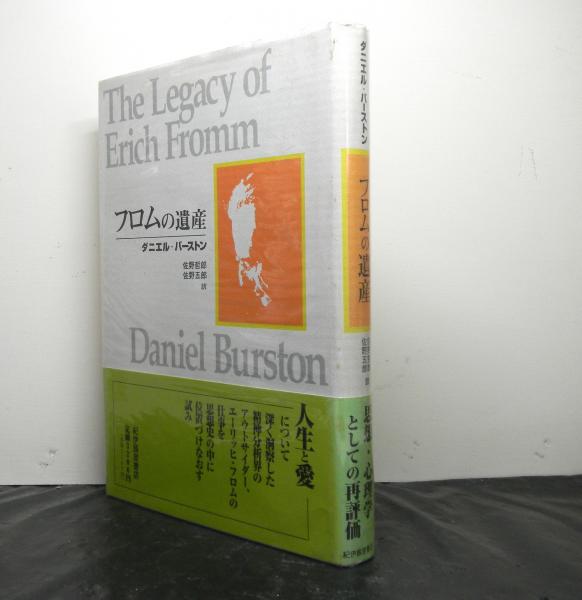 The Legacy of
Erich Fromm
フロムの遺産
ダニエル・バーストン
佐野哲郎
佐野五郎
訳
Daniel Burston
人生と愛
について
深く洞察した
精神分析界の
アウトサイダー、
エーリッヒ・フロムの
仕事を
思想史の中に
位置づけなおす
試み
紀伊國屋書店
ダニエル・バーストン
フロムの遺産
佐野哲郎
佐野五郎
訳
思想・心理学
としての再評価
紀伊國屋書店